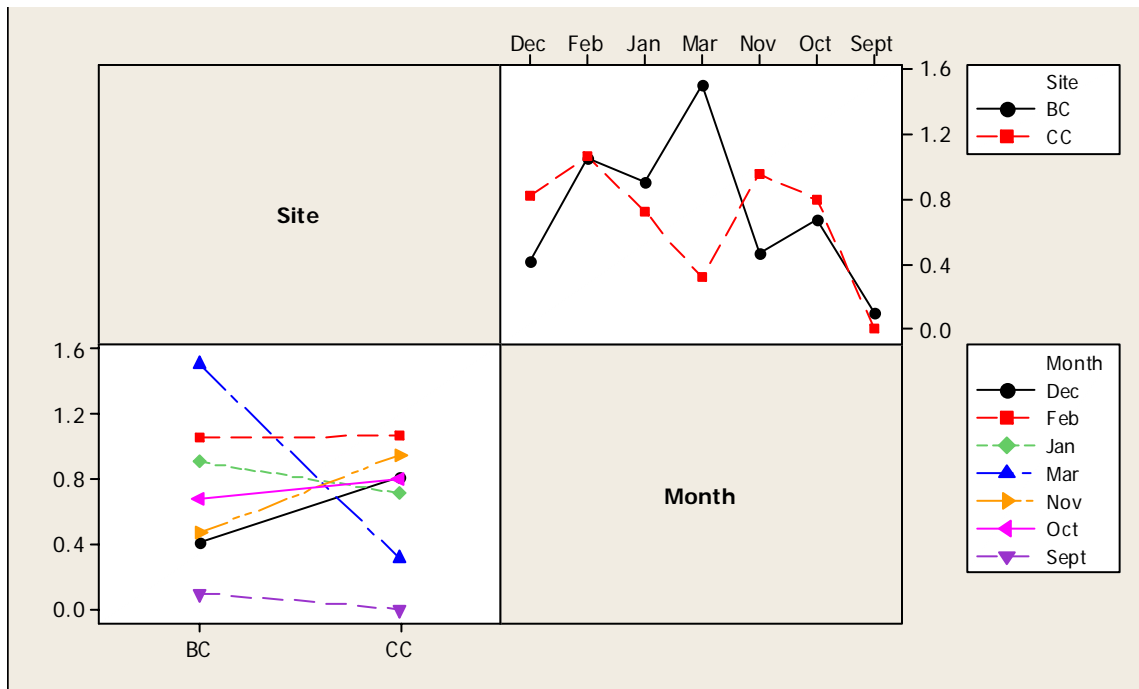 Dec Feb Jan Mar Nov Oct Sept
1.6
1.2
0.8
0.4
0.0
Site
BC
CC
Site
1.6
1.2
0.8
0.4
0.0
BC CC
Month
Month
Dec
Feb
Jan
Mar
Nov
Oct
Sept